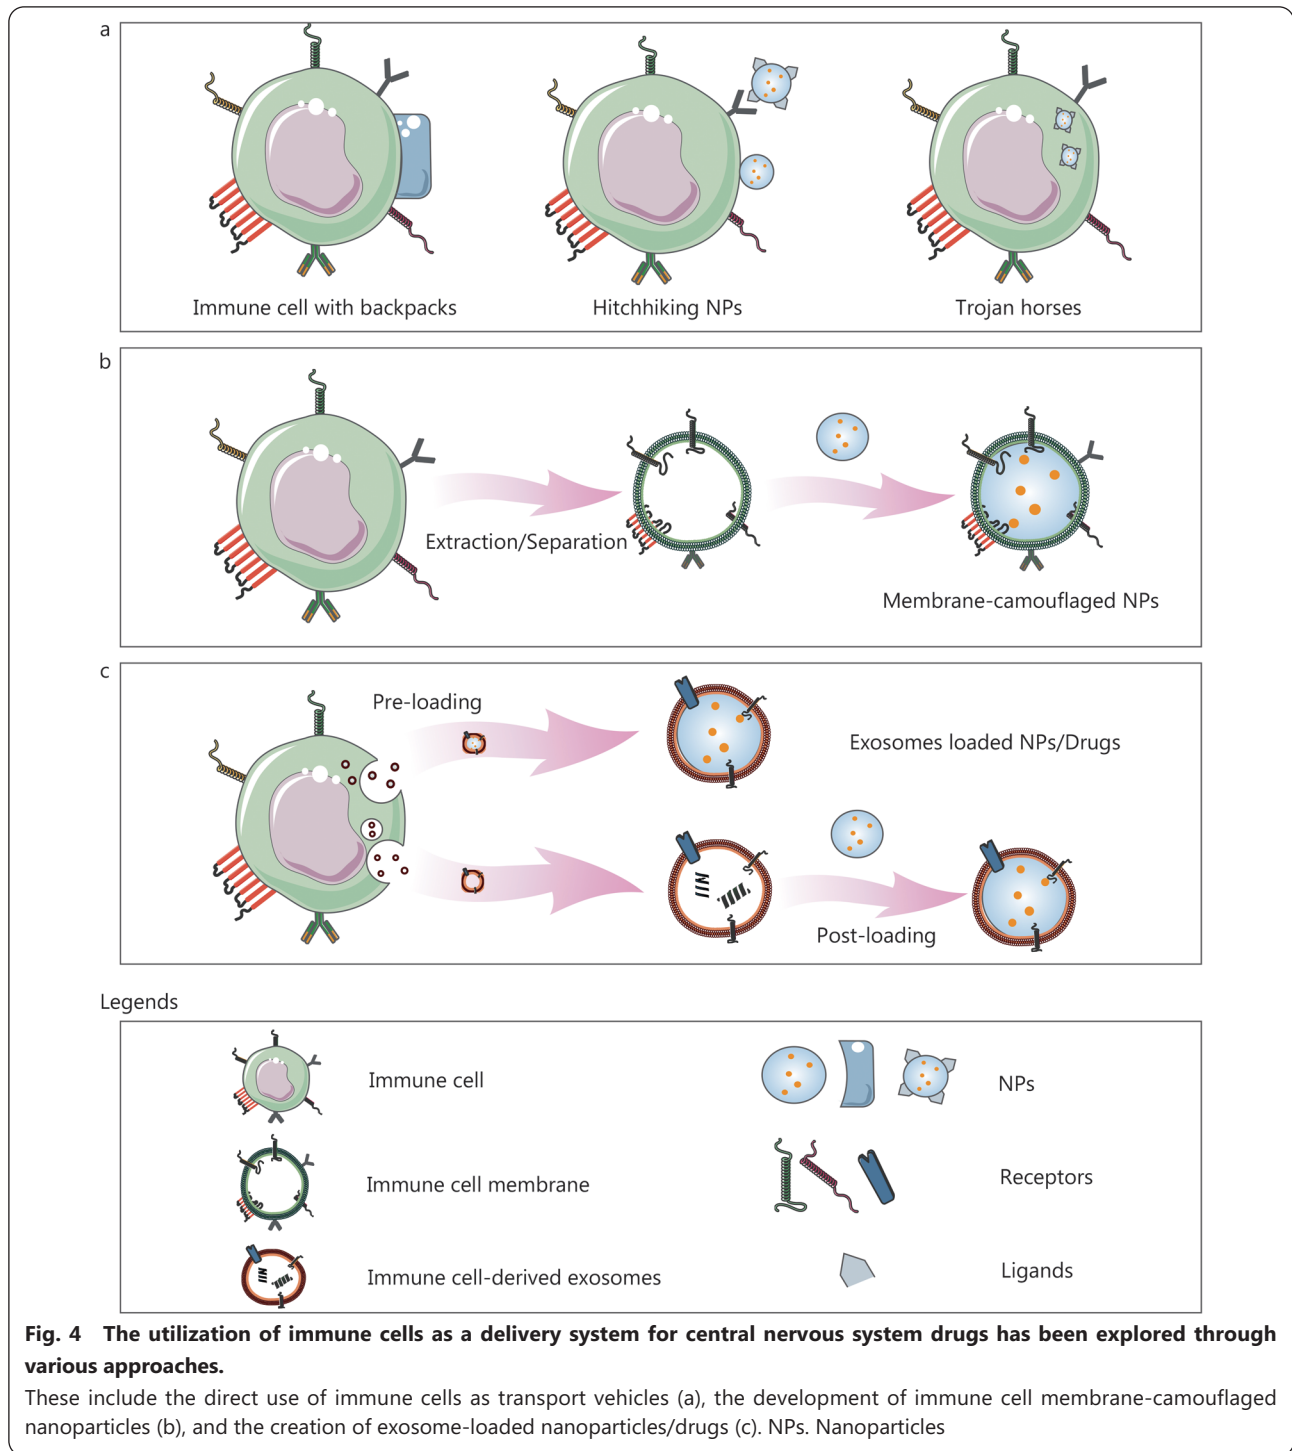 a
Immune cell with backpacks
Hitchhiking NPs
Trojan horses
b
Extraction/Separation
Membrane-camouflaged NPs
c
Pre-loading
Exosomes loaded NPs/Drugs
Post-loading
Legends
Immune cell
NPs
Immune cell membrane
Receptors
Immune cell-derived exosomes
Ligands
Fig. 4 The utilization of immune cells as a delivery system for central nervous system drugs has been explored through
various approaches.
These include the direct use of immune cells as transport vehicles (a), the development of immune cell membrane-camouflaged
nanoparticles (b), and the creation of exosome-loaded nanoparticles/drugs (c). NPs. Nanoparticles